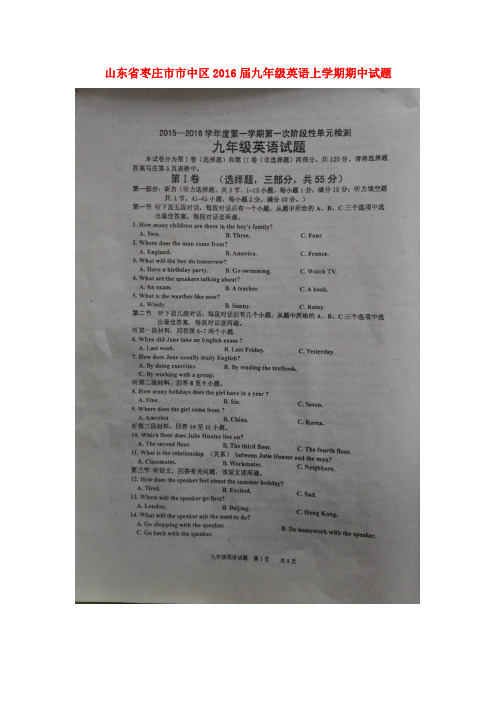 山东省枣庄市市中区2016届九年级英语上学期期中试题
2015—2016学年度第一学期第一次阶段性单元检测
九年级英语试题
本试卷分为第Ⅰ卷（选择题）和第II卷（非选择题）两部分，共120分。请将选择题
答案写在第5页表格中。
第Ⅰ卷 （选择题，三部分，共55分）
第一部分：听力（听力选择题，共3节，1-15小题，每小题1分，满分15分；听力填空题
共1节，41-45小题，每小题2分，满分10分。）
第一节 听下面五段对话，每段对话后有一个小题，从题中所给的A、B、C三个选项中选
出最佳答案。每段对话读两遍。
1. How many children are there in the boy's family?
A. Two. B. Three. C. Four
2. Where does the man come from?
A. England. B. America. C. France.
3. What will the boy do tomorrow?
A. Have a birthday party. B. Go swimming. C. Watch TV.
4. What are the speakers talking about?
A. An exam. B. A teacher. C. A book.
5. What is the weather like now?
A. Windy. B. Sunny. C. Rainy.
第二节 听下面几段对话，每段对话后有几个小题，从题中所给的A、B、C三个选项中选
出最佳答案，每段对话读两遍。
听第一段材料，回答第6-7两个小题.
6. When did Jane take an English exam ?
A. Last week. B. Last Friday. C. Yesterday.
7. How does Jane usually study English?
A. By doing exercises. B. By reading the textbook.
C. By working with a group.
听第二段材料，回答8至9小题。
8. How many holidays does the girl have in a year ?
A. Five. B. Six. C. Seven.
9. Where does the girl come from ?
A. America B. China. C. Korea.
听第三段材料，回答10至11小题。
10. Which floor does Julie Hunter live on?
A. The second floor. B. The third floor. C. The fourth floor.
11. What is the relationship （关系） between Julie Hunter and the man?
A. Classmates. B. Workmates. C. Neighbors.
第三节 听短文，回答有关问题，该短文读两遍。
12. How does the speaker feel about the summer holiday?
A. Tired. B. Excited. C. Sad.
13. Where will the speaker go first?
A. London. B. Beijing. C. Hong Kong.
14. What will the speaker ask the aunt to do?
A. Go shopping with the speaker. B. Do homework with the speaker.
C. Go back with the speaker.
九年级英语试题 第1页 共8页